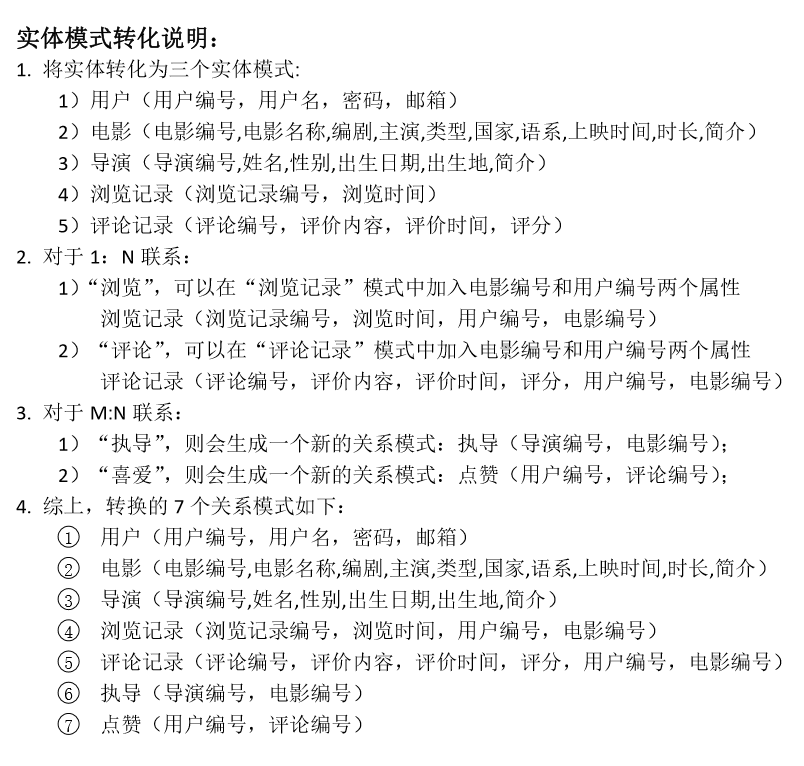 实体模式转化说明：
1. 将实体转化为三个实体模式:
1）用户（用户编号，用户名，密码，邮箱）
2）电影（电影编号,电影名称,编剧,主演,类型,国家,语系,上映时间,时长,简介）
3）导演（导演编号,姓名,性别,出生日期,出生地,简介）
4）浏览记录（浏览记录编号，浏览时间）
5）评论记录（评论编号，评价内容，评价时间，评分）
2. 对于 1：N 联系：
1）“浏览”，可以在“浏览记录”模式中加入电影编号和用户编号两个属性
浏览记录（浏览记录编号，浏览时间，用户编号，电影编号）
2）“评论”，可以在“评论记录”模式中加入电影编号和用户编号两个属性
评论记录（评论编号，评价内容，评价时间，评分，用户编号，电影编号）
3. 对于 M:N 联系：
1）“执导”，则会生成一个新的关系模式：执导（导演编号，电影编号）；
2）“喜爱”，则会生成一个新的关系模式：点赞（用户编号，评论编号）；
4. 综上，转换的 7 个关系模式如下：
① 用户（用户编号，用户名，密码，邮箱）
② 电影（电影编号,电影名称,编剧,主演,类型,国家,语系,上映时间,时长,简介）
③ 导演（导演编号,姓名,性别,出生日期,出生地,简介）
④ 浏览记录（浏览记录编号，浏览时间，用户编号，电影编号）
⑤ 评论记录（评论编号，评价内容，评价时间，评分，用户编号，电影编号）
⑥ 执导（导演编号，电影编号）
⑦ 点赞（用户编号，评论编号）